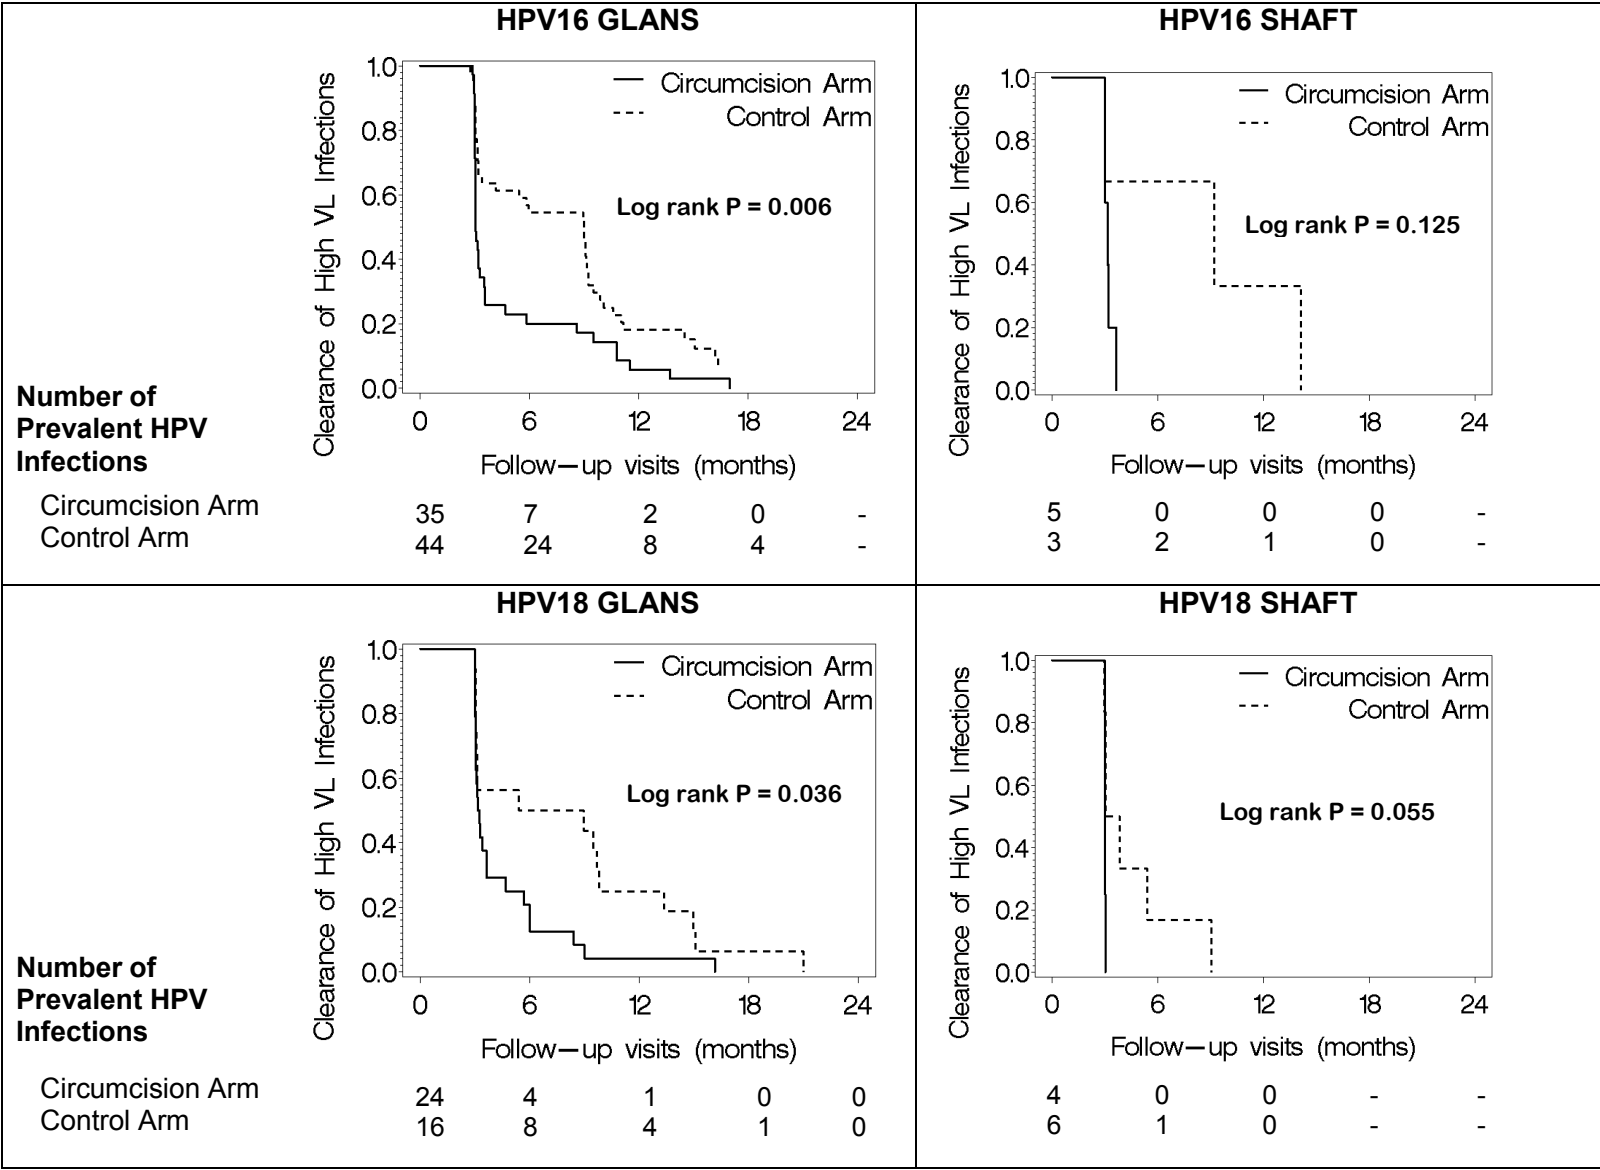 HPV16 GLANS
Clearance of High VL Infections
1.0
0.8
0.6
0.4
0.2
0.0
Circumcision Arm
Control Arm
Log rank P = 0.006
0 6 12 18 24
Follow-up visits (months)
Number of
Prevalent HPV
Infections
Circumcision Arm 35 7 2 0 -
Control Arm 44 24 8 4 -
HPV16 SHAFT
Clearance of High VL Infections
1.0
0.8
0.6
0.4
0.2
0.0
Circumcision Arm
Control Arm
Log rank P = 0.125
0 6 12 18 24
Follow-up visits (months)
5 0 0 0 -
3 2 1 0 -
HPV18 GLANS
Clearance of High VL Infections
1.0
0.8
0.6
0.4
0.2
0.0
Circumcision Arm
Control Arm
Log rank P = 0.036
0 6 12 18 24
Follow-up visits (months)
Number of
Prevalent HPV
Infections
Circumcision Arm 24 4 1 0 0
Control Arm 16 8 4 1 0
HPV18 SHAFT
Clearance of High VL Infections
1.0
0.8
0.6
0.4
0.2
0.0
Circumcision Arm
Control Arm
Log rank P = 0.055
0 6 12 18 24
Follow-up visits (months)
4 0 0 - -
6 1 0 - -